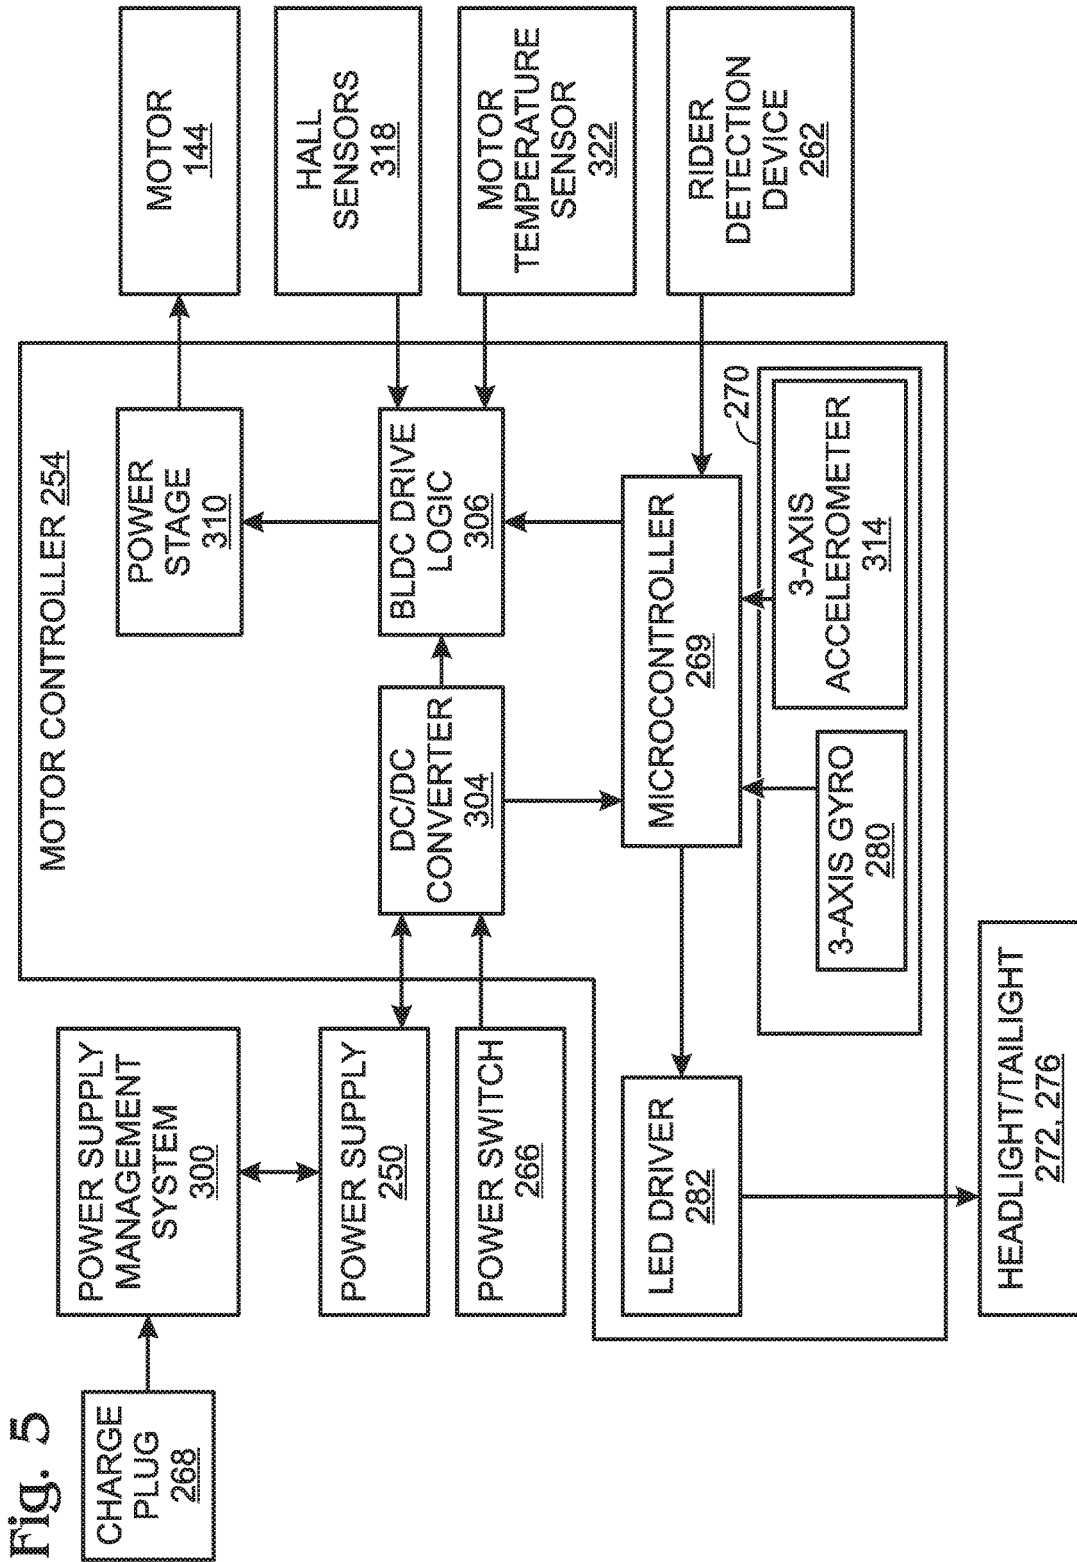 Fig. 5
CHARGE
PLUG
268
POWER SUPPLY
MANAGEMENT
SYSTEM
300
POWER SUPPLY
250
POWER SWITCH
266
MOTOR CONTROLLER 254
POWER
STAGE
310
DC/DC
CONVERTER
304
BLDC DRIVE
LOGIC
306
LED DRIVER
282
MICROCONTROLLER
269
270
3-AXIS GYRO
280
3-AXIS
ACCELEROMETER
314
HEADLIGHT/TAILIGHT
272, 276
MOTOR
144
HALL
SENSORS
318
MOTOR
TEMPERATURE
SENSOR
322
RIDER
DETECTION
DEVICE
262